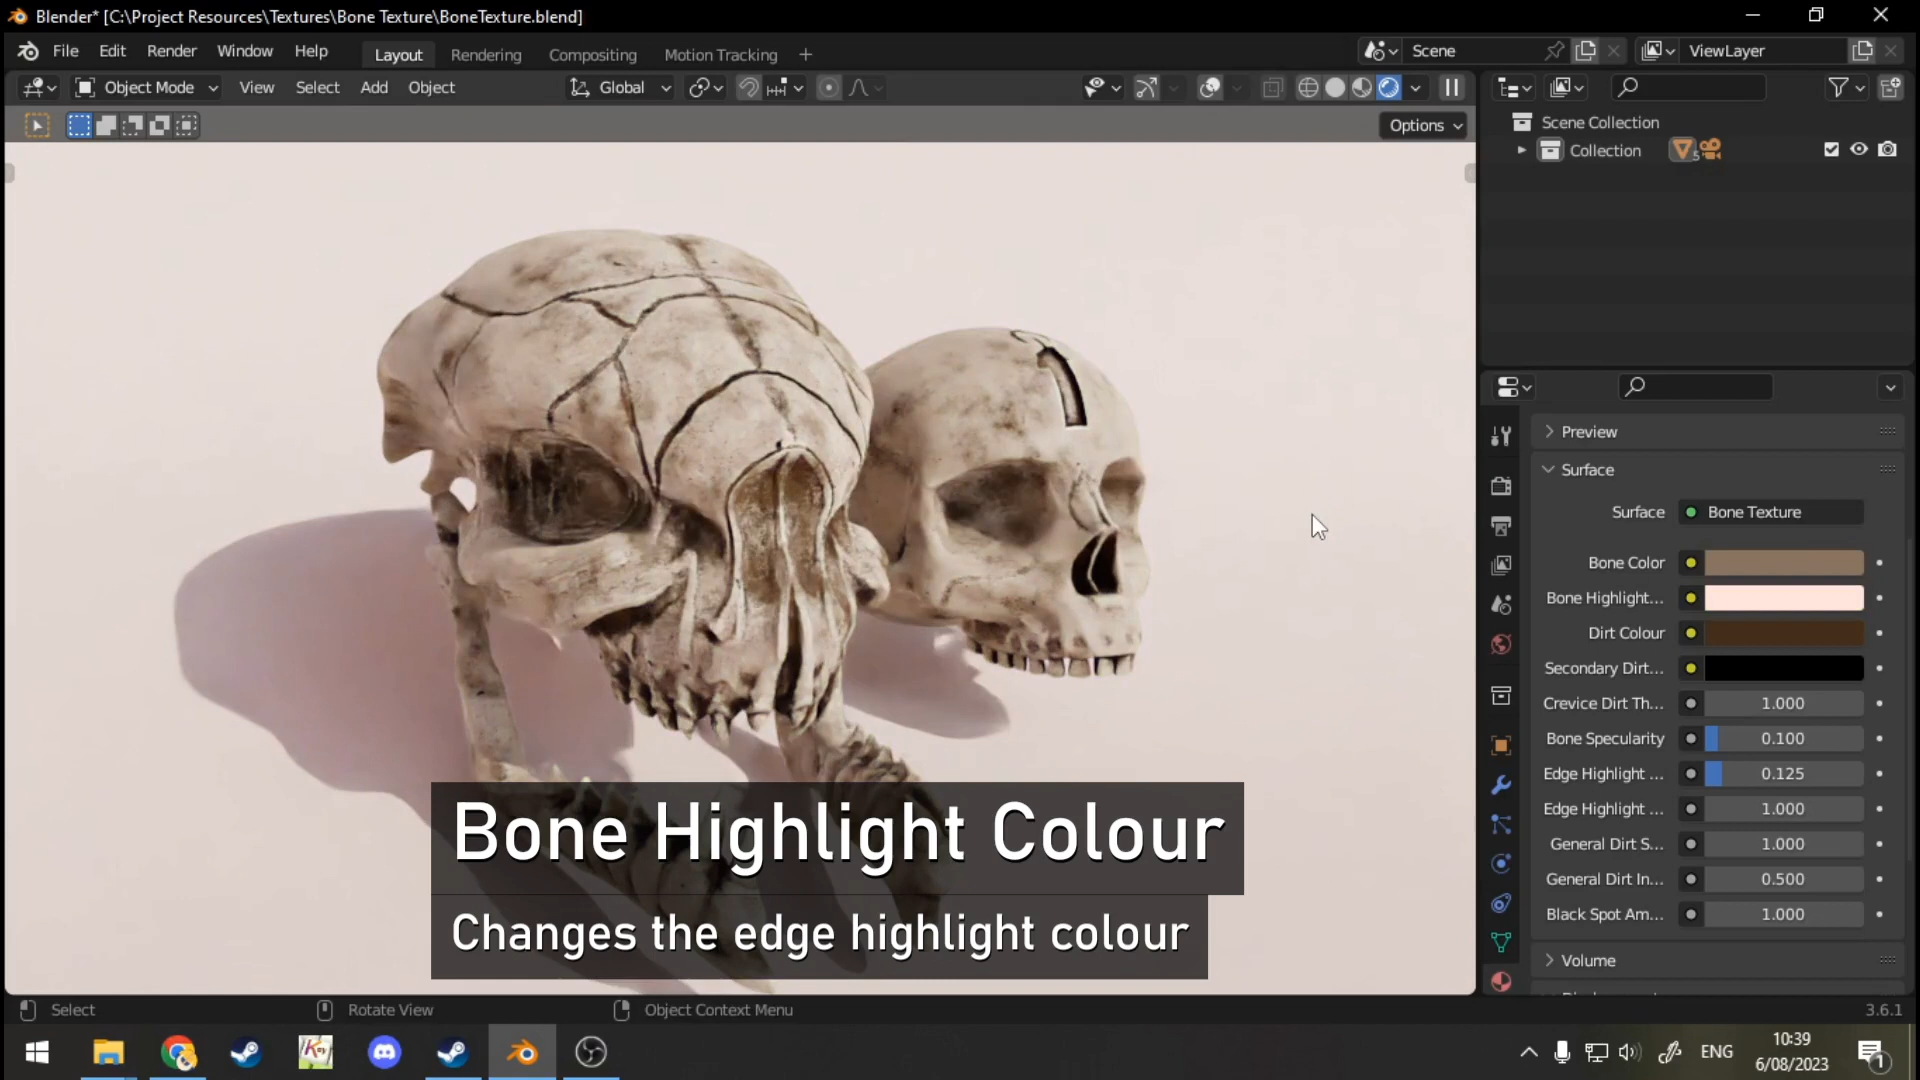 Blender* [C:\Project Resources\Textures\Bone Texture\BoneTexture.blend]
File Edit Render Window Help Layout Rendering Compositing Motion Tracking +
Scene ViewLayer
Object Mode View Select Add Object Global
Options
Scene Collection
Collection 5
Preview
Surface
Surface Bone Texture
Bone Color
Bone Highlight...
Dirt Colour
Secondary Dirt...
Crevice Dirt Th... 1.000
Bone Specularity 0.100
Edge Highlight ... 0.125
Edge Highlight ... 1.000
General Dirt S... 1.000
General Dirt In... 0.500
Black Spot Am... 1.000
Volume
Bone Highlight Colour
Changes the edge highlight colour
Select Rotate View Object Context Menu 3.6.1
ENG
10:39
6/08/2023
1